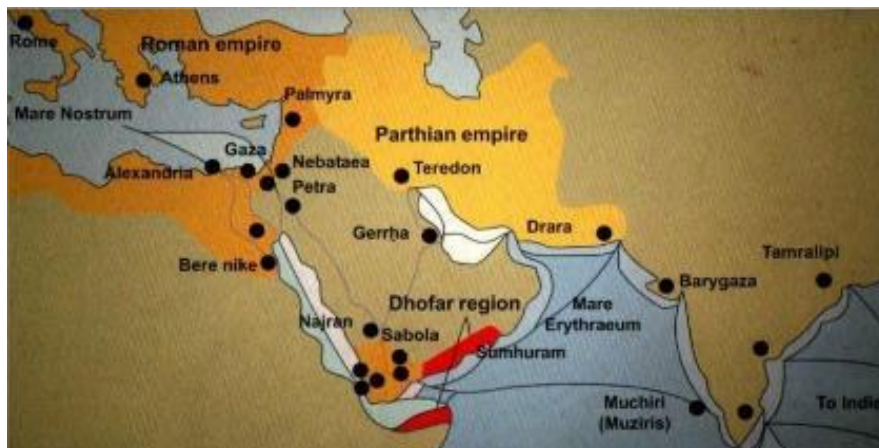 Rome
Roman empire
Athens
Palmyra
Mare Nostrum
Parthian empire
Gaza
Nebataea
Teredon
Alexandria
Petra
Gerrha
Drara
Tamralipi
Bere nike
Barygaza
Dhofar region
Mare
Erythraeum
Najran
Sabola
Sumhuram
Muchiri
(Muziris)
To India